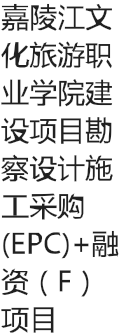 嘉陵江文
化旅游职
业学院建
设项目勘
察设计施
工采购
(EPC)+融
资（F）
项目